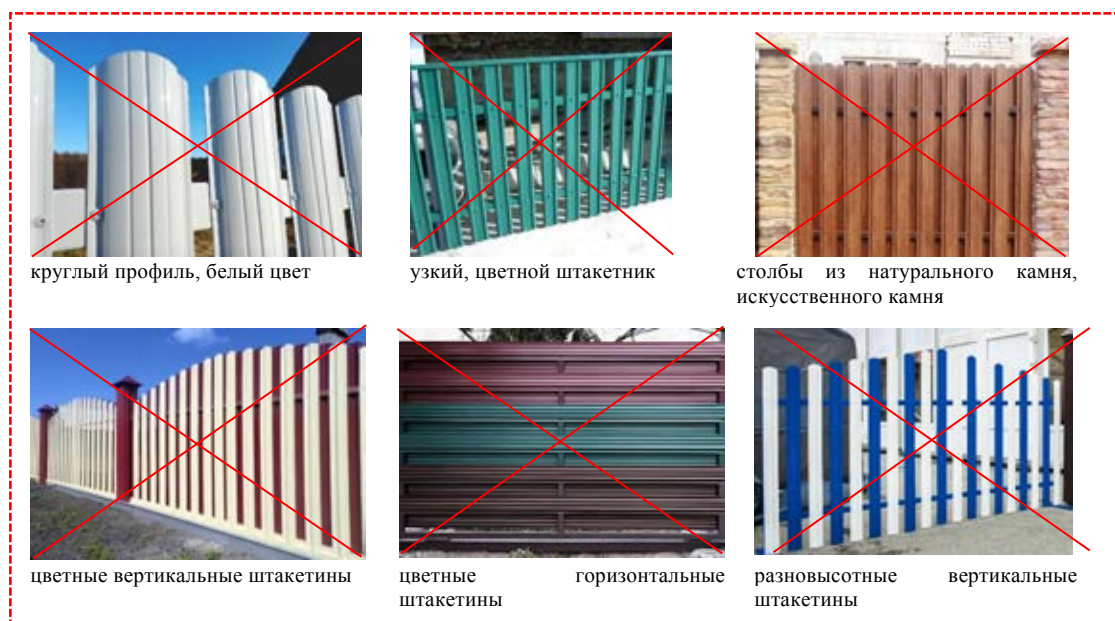 круглый профиль, белый цвет
узкий, цветной штакетник
столбы из натурального камня,
искусственного камня
цветные вертикальные штакетины
цветные горизонтальные
штакетины
разновысотные вертикальные
штакетины